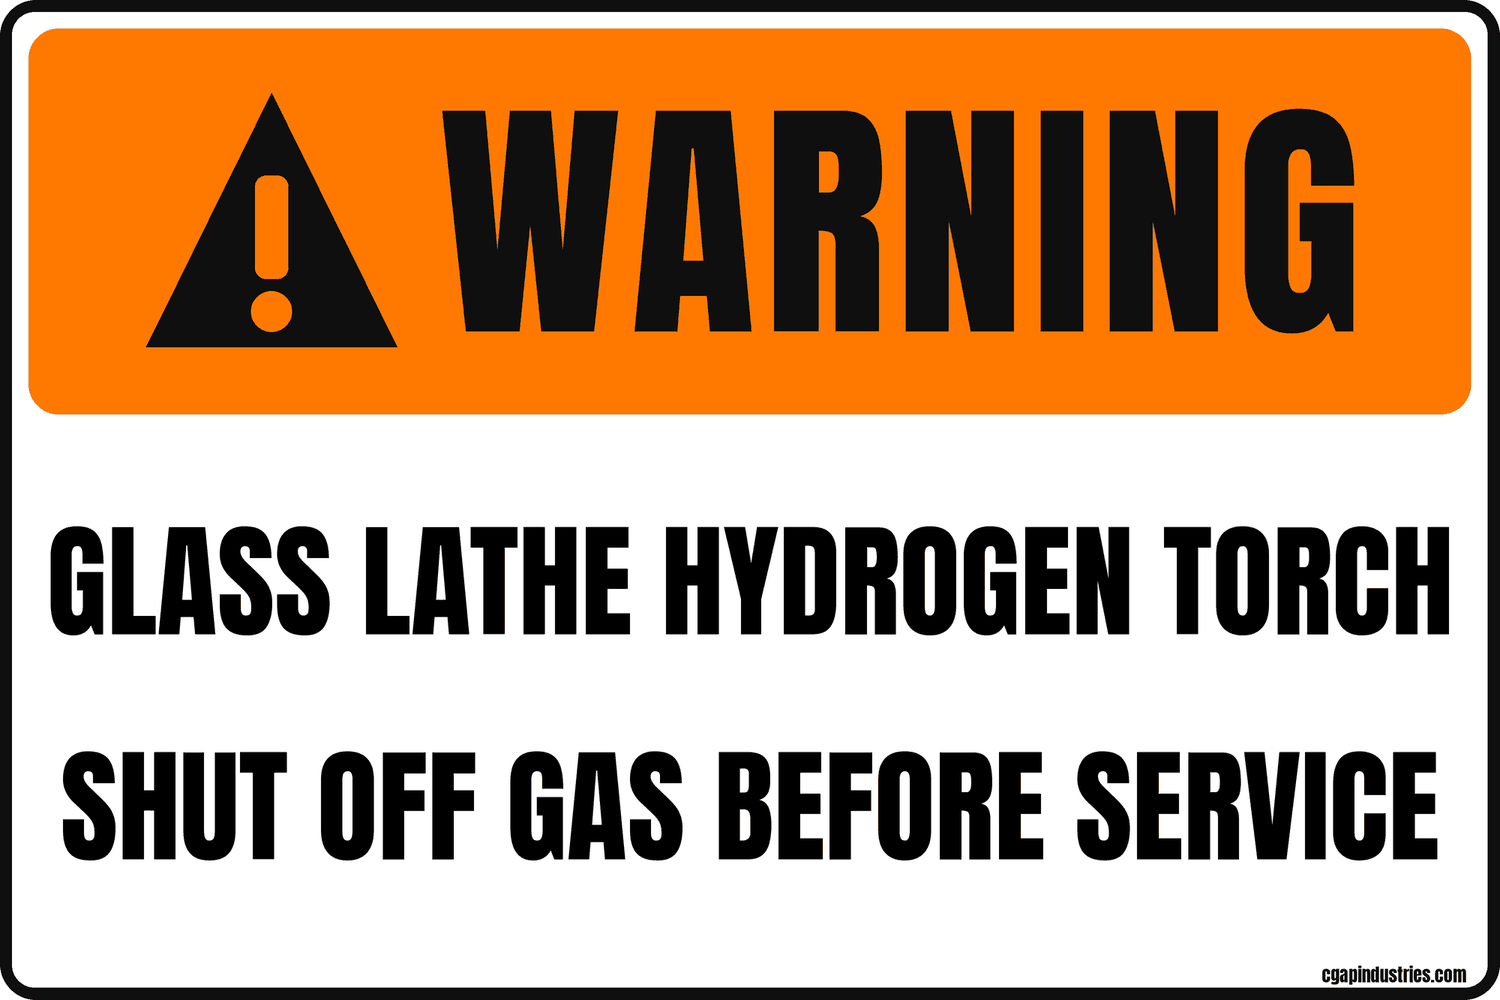 WARNING
GLASS LATHE HYDROGEN TORCH
SHUT OFF GAS BEFORE SERVICE
cgapindustries.com